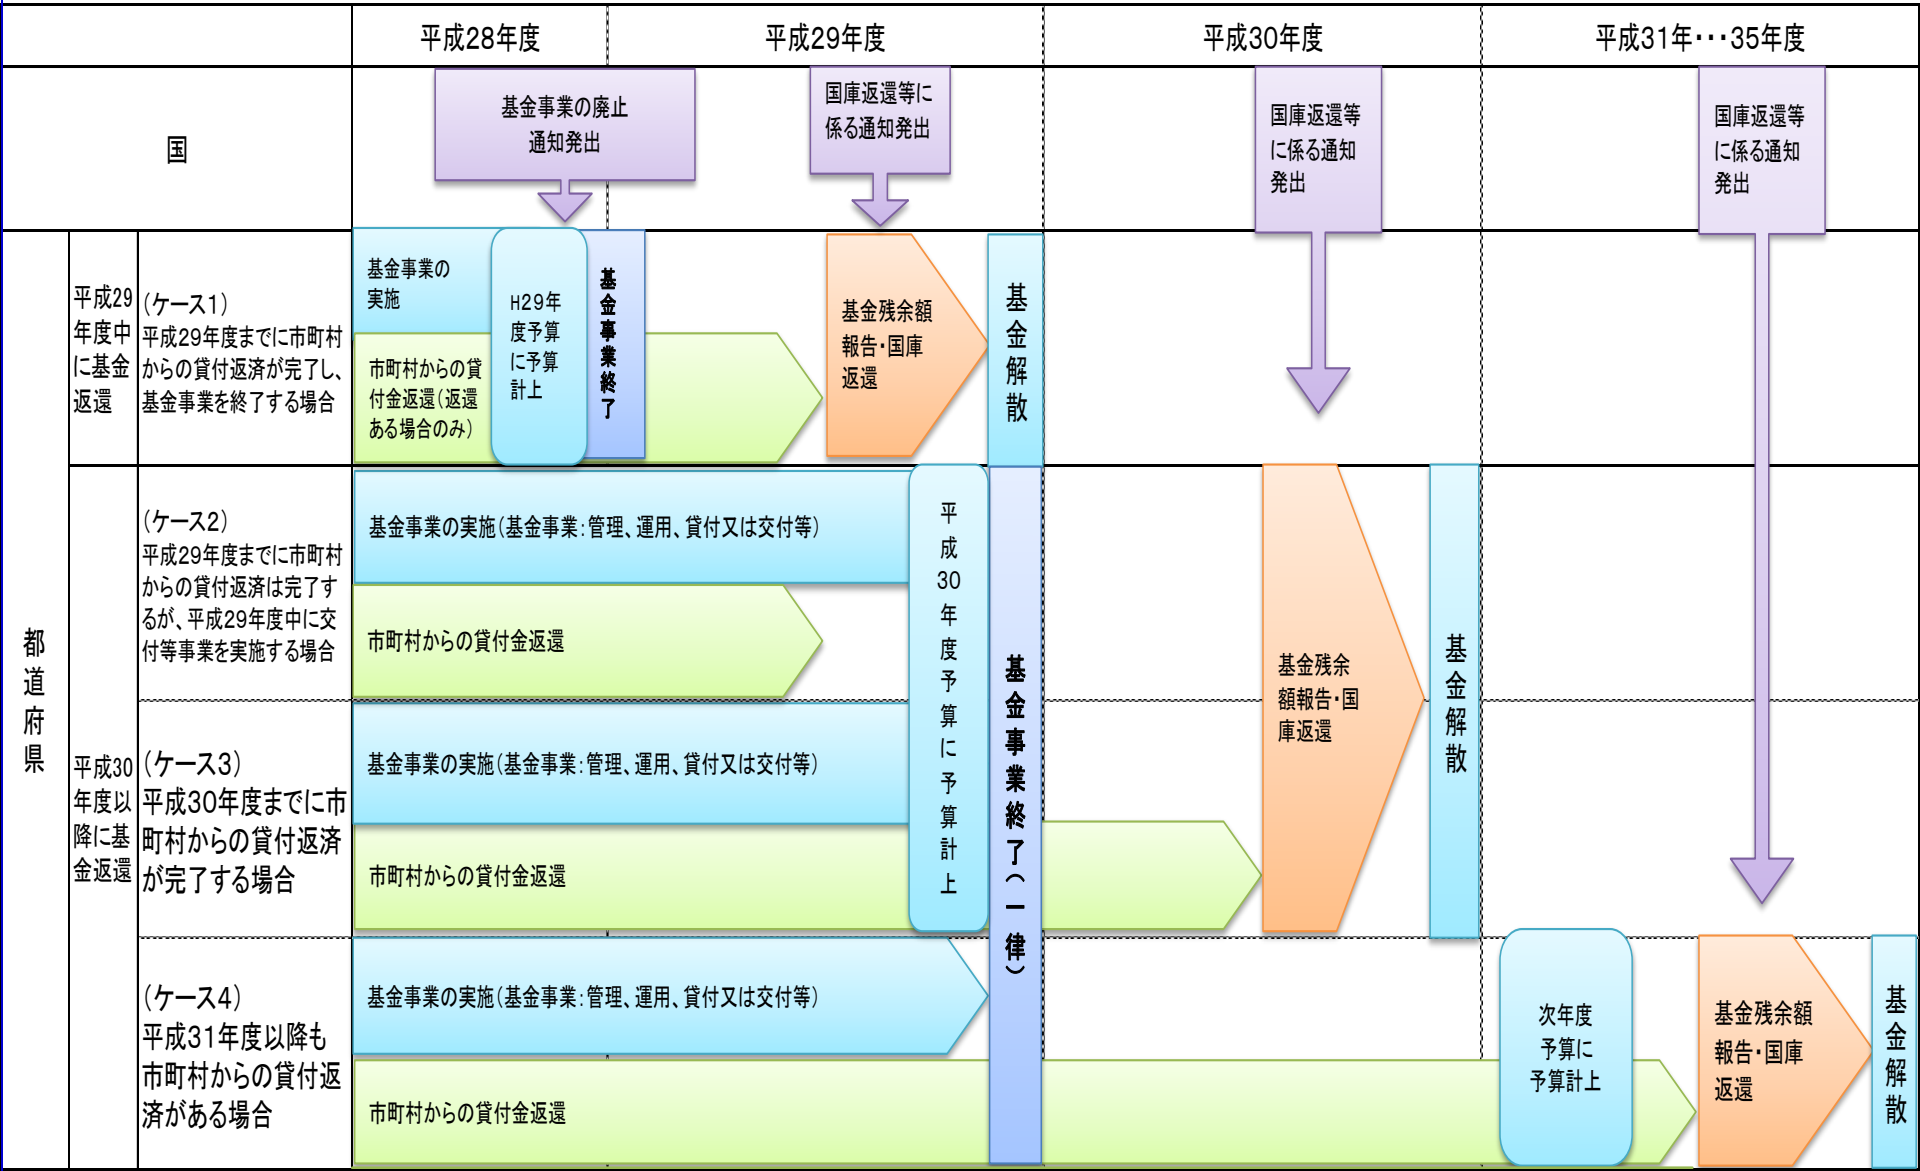 平成28年度
平成29年度
平成30年度
平成31年・・・35年度
国
基金事業の廃止
通知発出
国庫返還等に
係る通知発出
国庫返還等
に係る通知
発出
国庫返還等
に係る通知
発出
都道府県
平成29
年度中
に基金
返還
（ケース1）
平成29年度までに市町村
からの貸付返済が完了し、
基金事業を終了する場合
基金事業の
実施
市町村からの貸
付金返還（返還
ある場合のみ）
H29年
度予算
に予算
計上
基金事業終了
基金残余額
報告・国庫
返還
基金解散
平成30
年度以
降に基
金返還
（ケース2）
平成29年度までに市町村
からの貸付返済は完了す
るが、平成29年度中に交
付等事業を実施する場合
基金事業の実施（基金事業：管理、運用、貸付又は交付等）
市町村からの貸付金返還
平成30年度予算に予算計上
基金事業終了（一律）
基金残余
額報告・国
庫返還
基金解散
（ケース3）
平成30年度までに市
町村からの貸付返済
が完了する場合
基金事業の実施（基金事業：管理、運用、貸付又は交付等）
市町村からの貸付金返還
（ケース4）
平成31年度以降も
市町村からの貸付返
済がある場合
基金事業の実施（基金事業：管理、運用、貸付又は交付等）
市町村からの貸付金返還
次年度
予算に
予算計上
基金残余額
報告・国庫
返還
基金解散